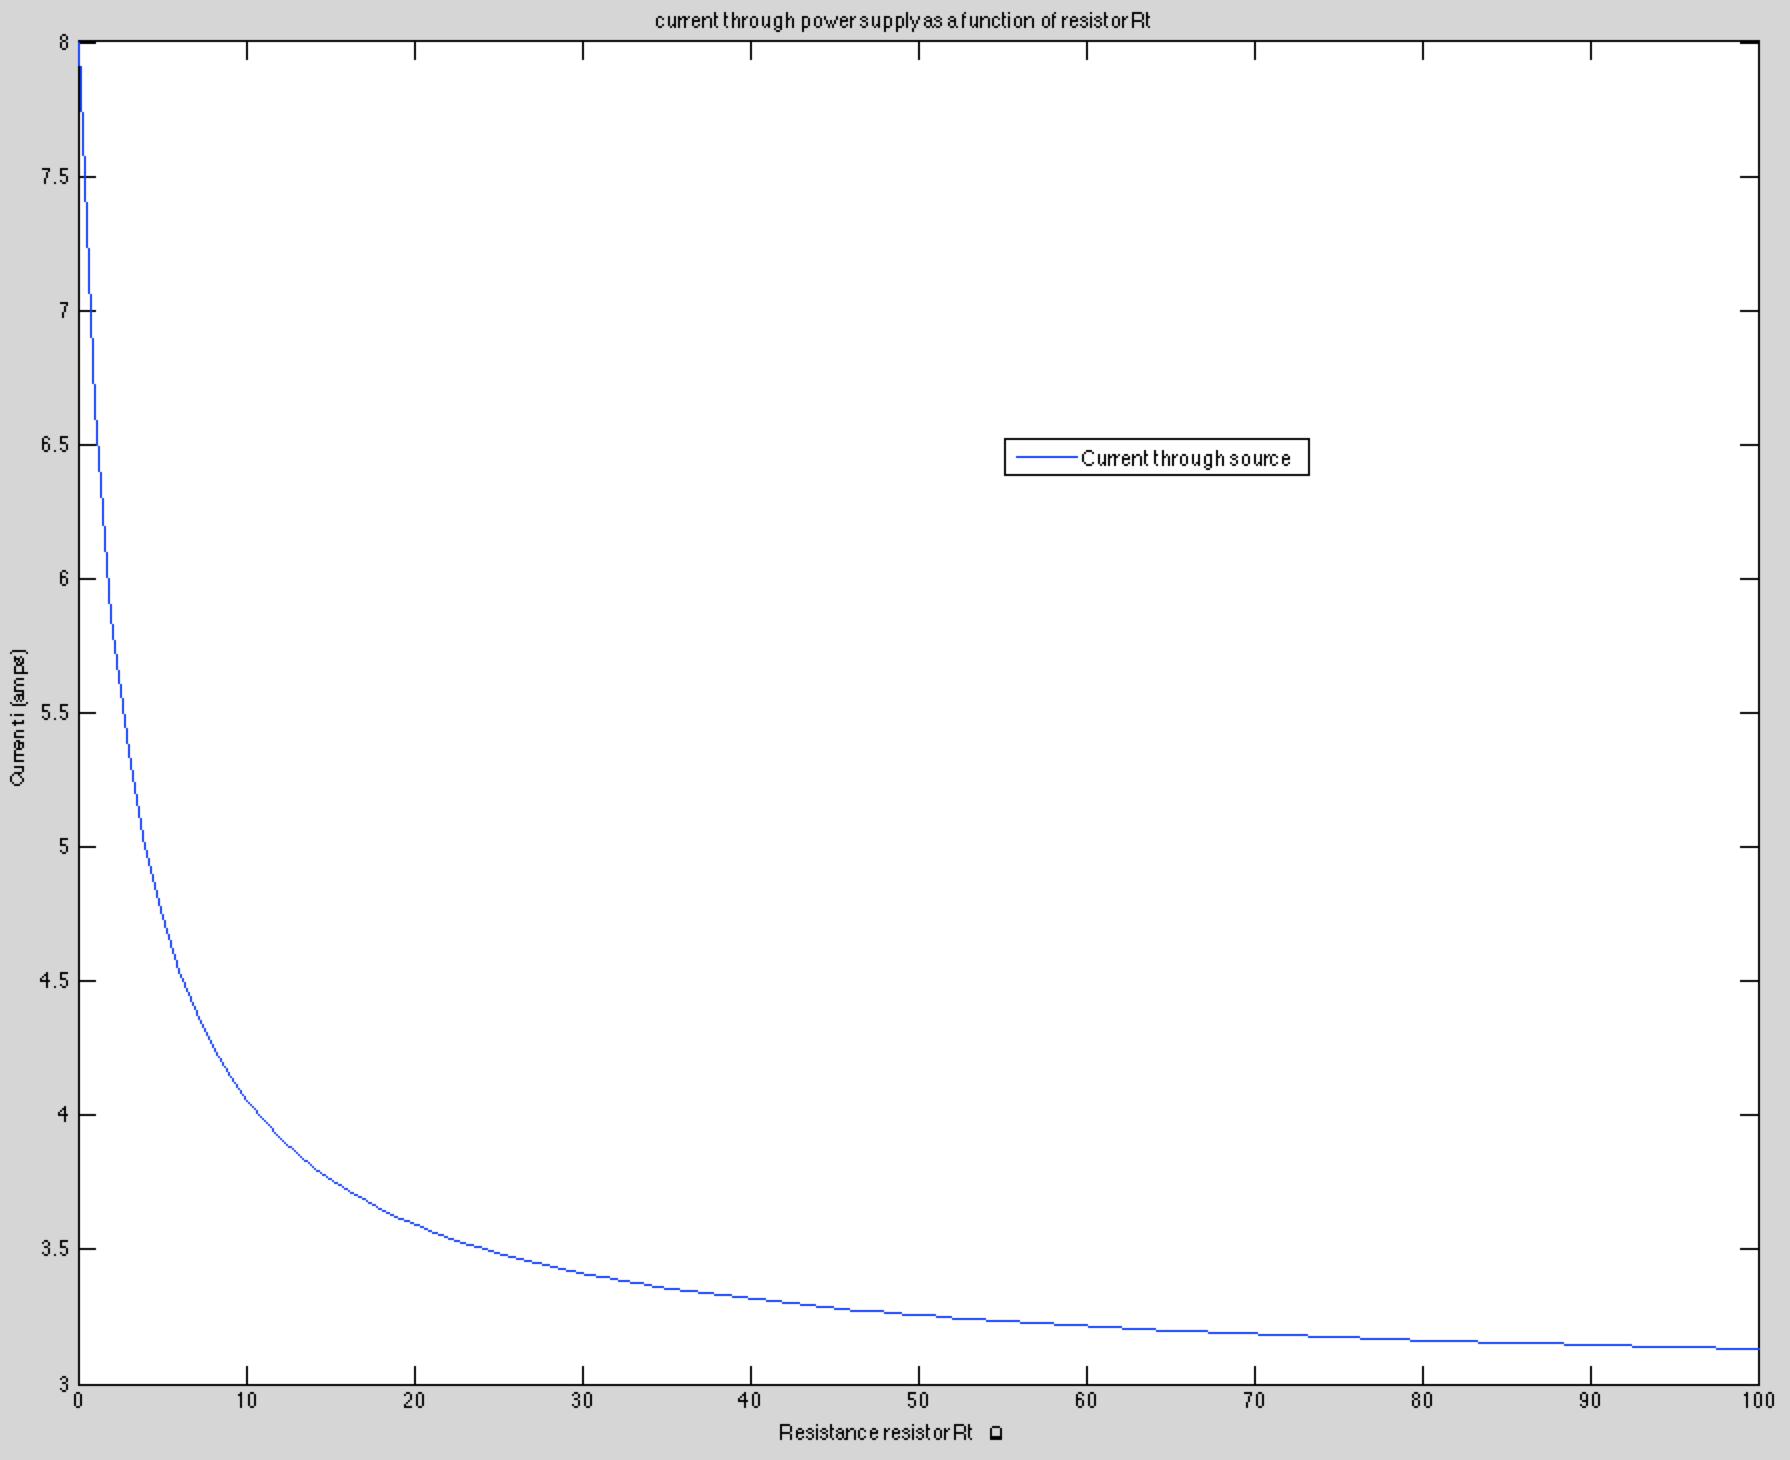 current through power supply as a function of resistor Rt
8
7.5
7
6.5
6
5.5
5
4.5
4
3.5
3
Current i (amps)
Current through source
0 10 20 30 40 50 60 70 80 90 100
Resistance resistor Rt